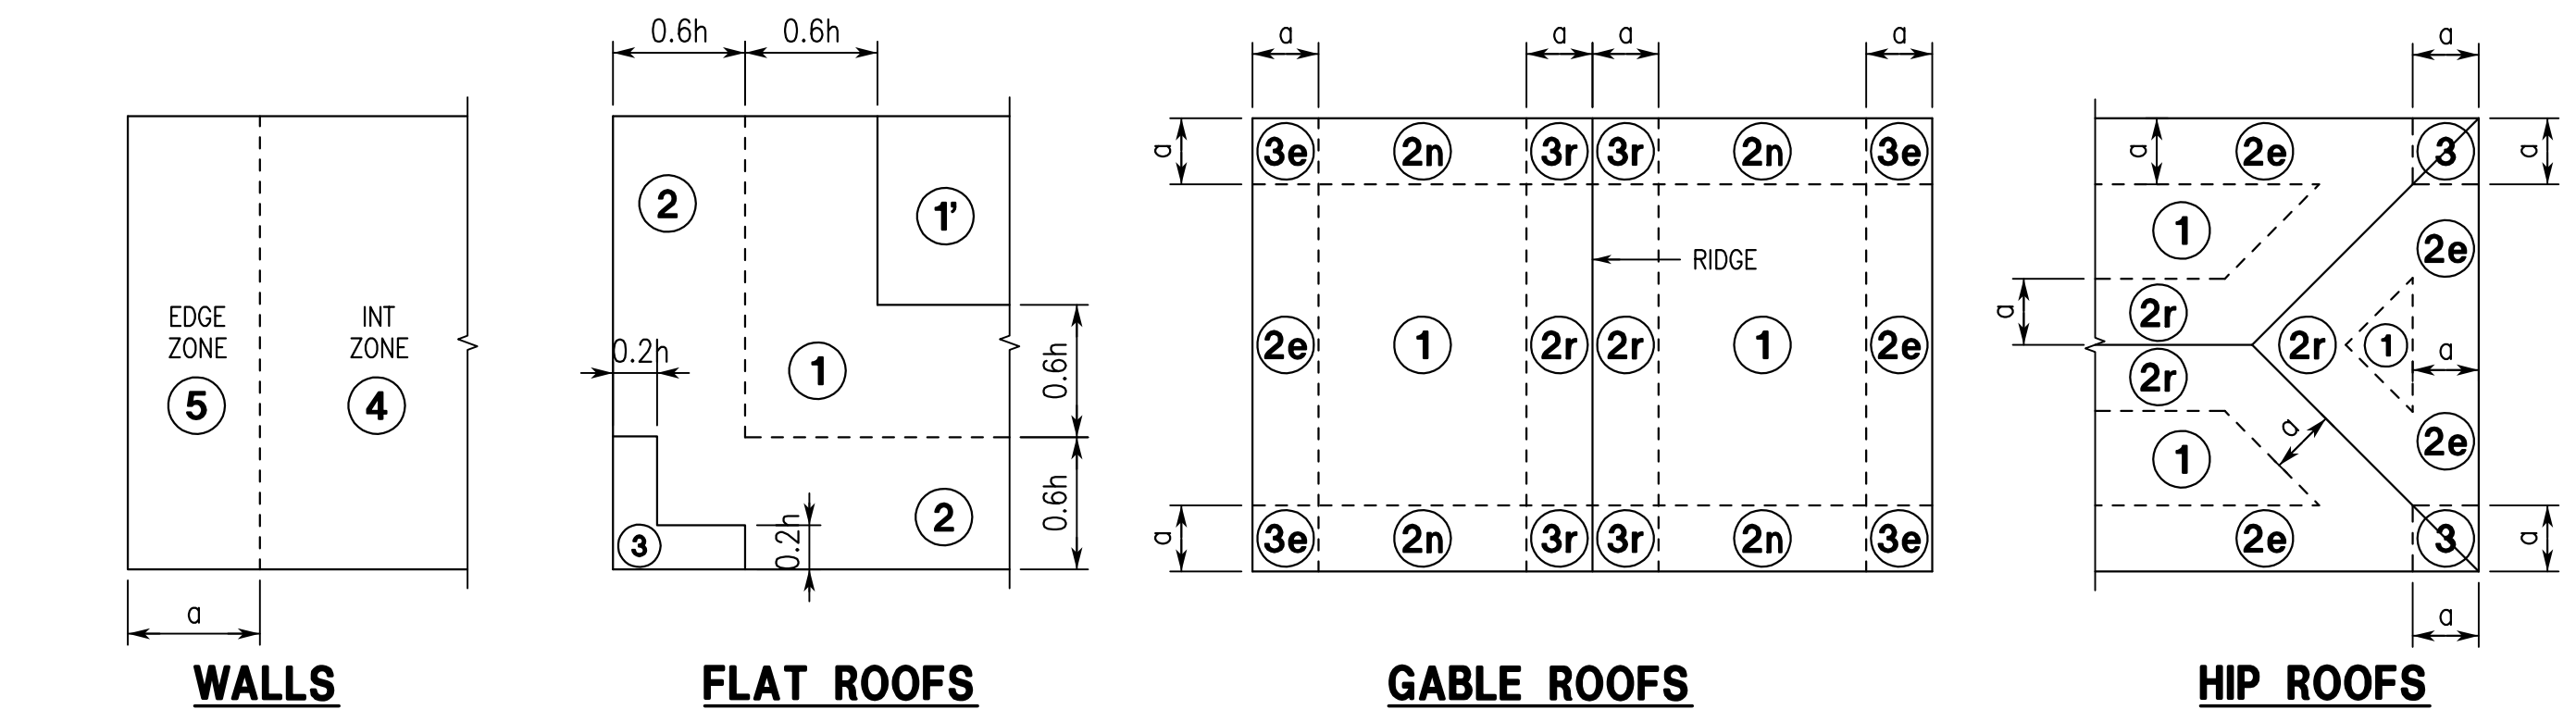 EDGE
ZONE
5
INT
ZONE
4
a
WALLS
0.6h
0.6h
2
1’
0.2h
1
0.6h
3
0.2h
2
0.6h
FLAT ROOFS
a
a
a
a
a
3e
2n
3r
3r
2n
3e
RIDGE
2e
1
2r
2r
1
2e
a
3e
2n
3r
3r
2n
3e
GABLE ROOFS
a
a
2e
3
a
1
2e
a
2r
2r
1
a
2r
a
1
2e
2e
3
a
a
HIP ROOFS